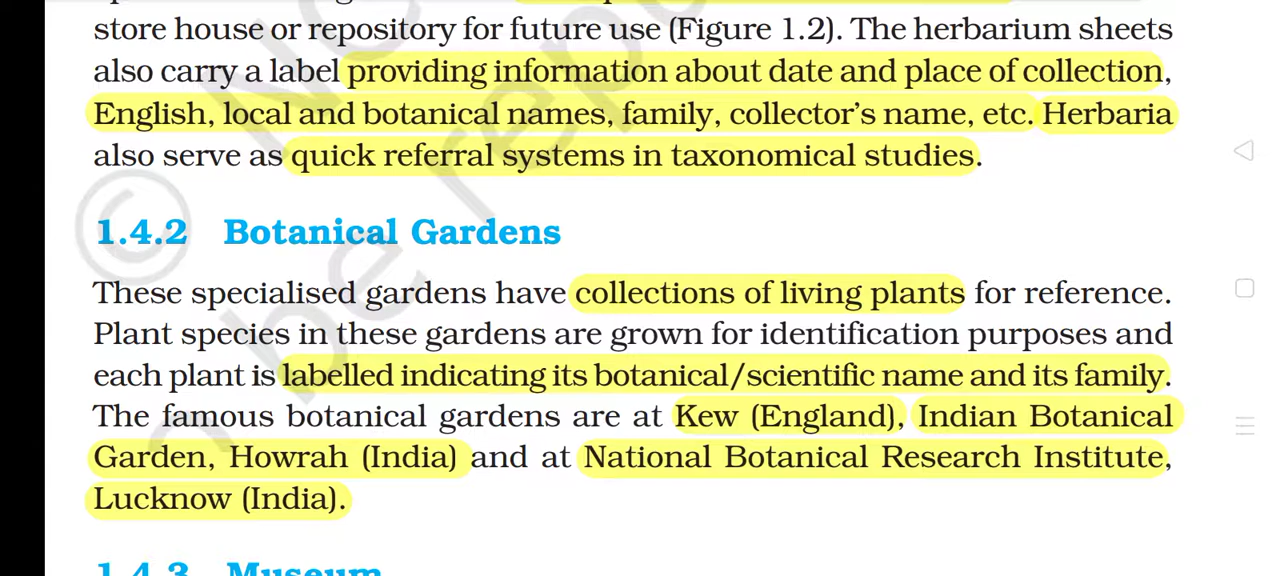 store house or repository for future use (Figure 1.2). The herbarium sheets
also carry a label providing information about date and place of collection,
English, local and botanical names, family, collector's name, etc. Herbaria
also serve as quick referral systems in taxonomical studies.
1.4.2 Botanical Gardens
These specialised gardens have collections of living plants for reference.
Plant species in these gardens are grown for identification purposes and
each plant is labelled indicating its botanical/scientific name and its family.
The famous botanical gardens are at Kew (England), Indian Botanical
Garden, Howrah (India) and at National Botanical Research Institute,
Lucknow (India).
1.4.3 Museum